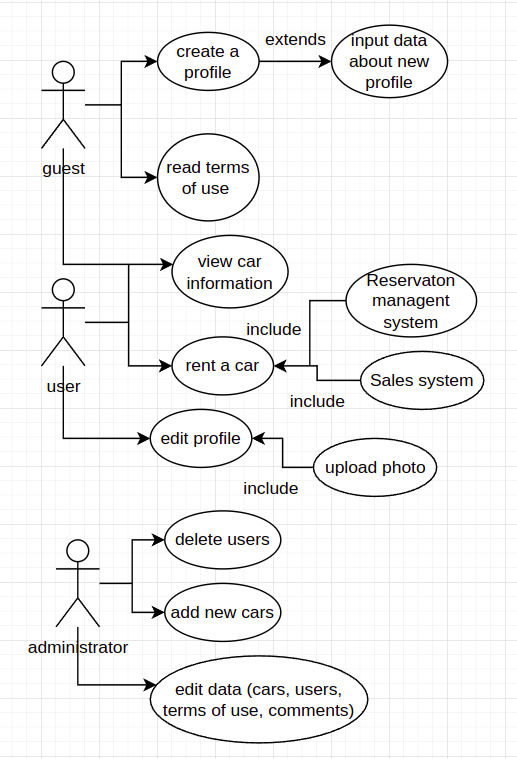 create a
profile
extends
input data
about new
profile
guest
read terms
of use
view car
information
Reservaton
managent
system
include
rent a car
Sales system
include
user
edit profile
upload photo
include
delete users
add new cars
administrator
edit data (cars, users,
terms of use, comments)